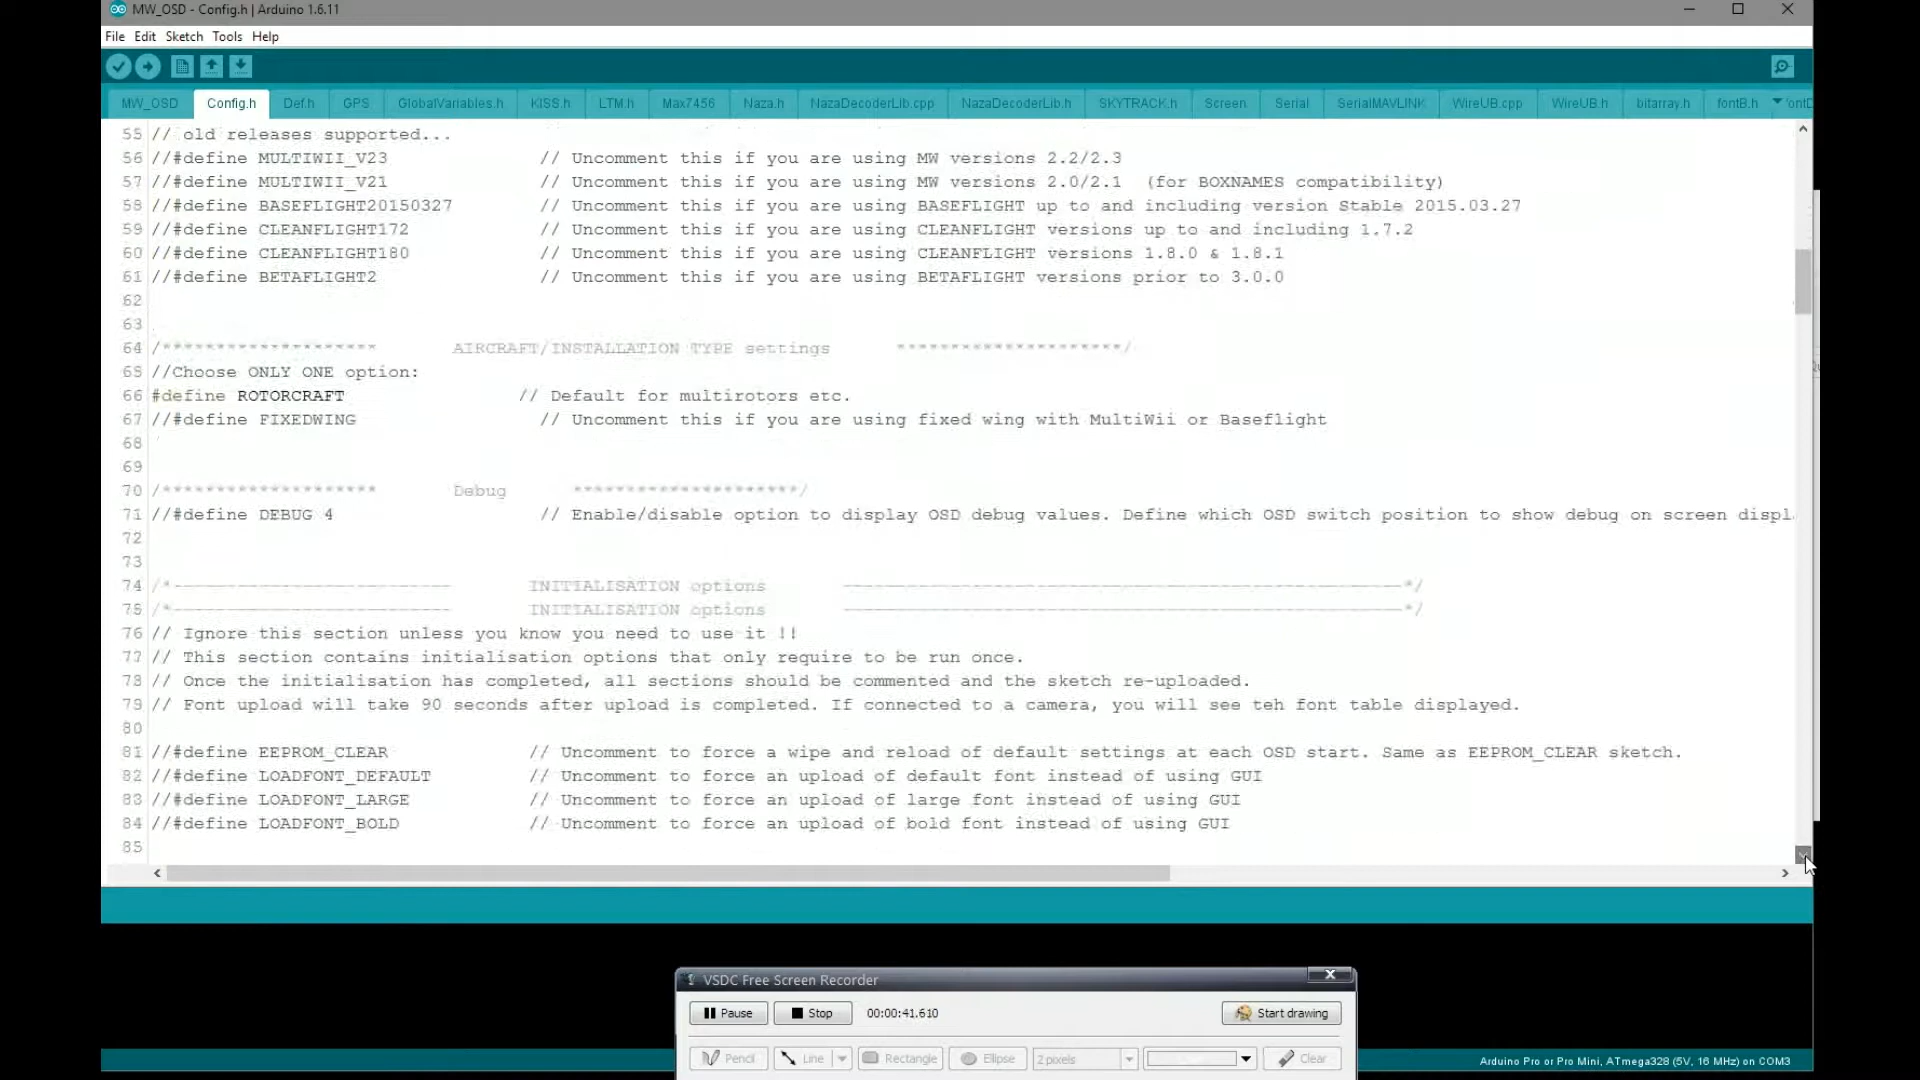 MW_OSD - Config.h | Arduino 1.6.11
File Edit Sketch Tools Help
MW_OSD Config.h Def.h GPS GlobalVariables.h KISS.h LTM.h Max7456 Naza.h NazaDecoderLib.cpp NazaDecoderLib.h SKYTRACK.h Screen Serial SerialMAVLINK WireUB.cpp WireUB.h bitarray.h fontB.h
55 // old releases supported...
56 //#define MULTIWII_V23 // Uncomment this if you are using MW versions 2.2/2.3
57 //#define MULTIWII_V21 // Uncomment this if you are using MW versions 2.0/2.1 (for BOXNAMES compatibility)
58 //#define BASEFLIGHT20150327 // Uncomment this if you are using BASEFLIGHT up to and including version Stable 2015.03.27
59 //#define CLEANFLIGHT172 // Uncomment this if you are using CLEANFLIGHT versions up to and including 1.7.2
60 //#define CLEANFLIGHT180 // Uncomment this if you are using CLEANFLIGHT versions 1.8.0 & 1.8.1
61 //#define BETAFLIGHT2 // Uncomment this if you are using BETAFLIGHT versions prior to 3.0.0
62
63
64 /******************** AIRCRAFT/INSTALLATION TYPE settings *********************/
65 //Choose ONLY ONE option:
66 #define ROTORCRAFT // Default for multirotors etc.
67 //#define FIXEDWING // Uncomment this if you are using fixed wing with MultiWii or Baseflight
68
69
70 /******************** Debug *********************/
71 //#define DEBUG 4 // Enable/disable option to display OSD debug values. Define which OSD switch position to show debug on screen displ
72
73
74 /*-------------------------- INITIALISATION options ----------------------------------------------------*/
75 /*-------------------------- INITIALISATION options ----------------------------------------------------*/
76 // Ignore this section unless you know you need to use it !!
77 // This section contains initialisation options that only require to be run once.
78 // Once the initialisation has completed, all sections should be commented and the sketch re-uploaded.
79 // Font upload will take 90 seconds after upload is completed. If connected to a camera, you will see teh font table displayed.
80
81 //#define EEPROM_CLEAR // Uncomment to force a wipe and reload of default settings at each OSD start. Same as EEPROM_CLEAR sketch.
82 //#define LOADFONT_DEFAULT // Uncomment to force an upload of default font instead of using GUI
83 //#define LOADFONT_LARGE // Uncomment to force an upload of large font instead of using GUI
84 //#define LOADFONT_BOLD // Uncomment to force an upload of bold font instead of using GUI
85
VSDC Free Screen Recorder
Pause Stop 00:00:41.610 Start drawing
Pencil Line Rectangle Ellipse 2 pixels Clear
Arduino Pro or Pro Mini, ATmega328 (5V, 16 MHz) on COM3